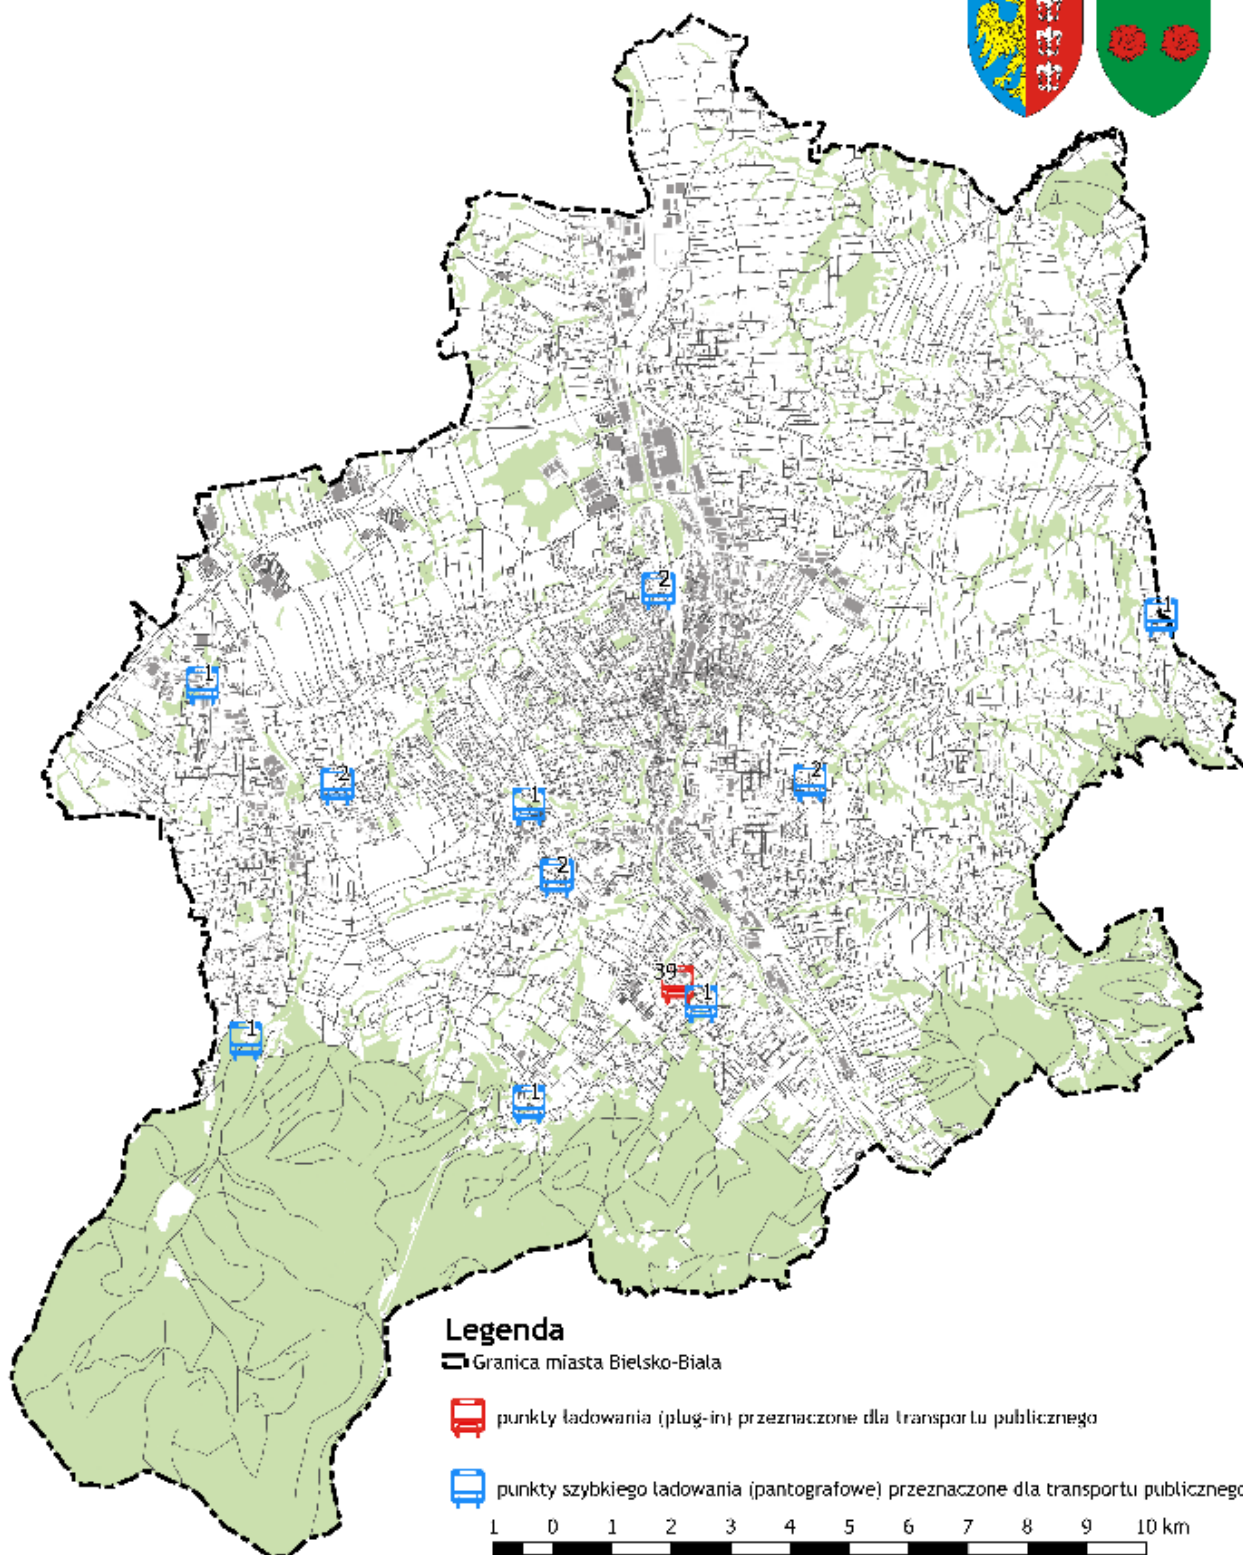 2
1
1
2
2
1
2
39
1
1
1
Legenda
Granica miasta Bielsko-Biala
punkty ładowania (plug-in) przeznaczone dla transportu publicznego
punkty szybkiego ładowania (pantografowe) przeznaczone dla transportu publicznego
1 0 1 2 3 4 5 6 7 8 9 10 km